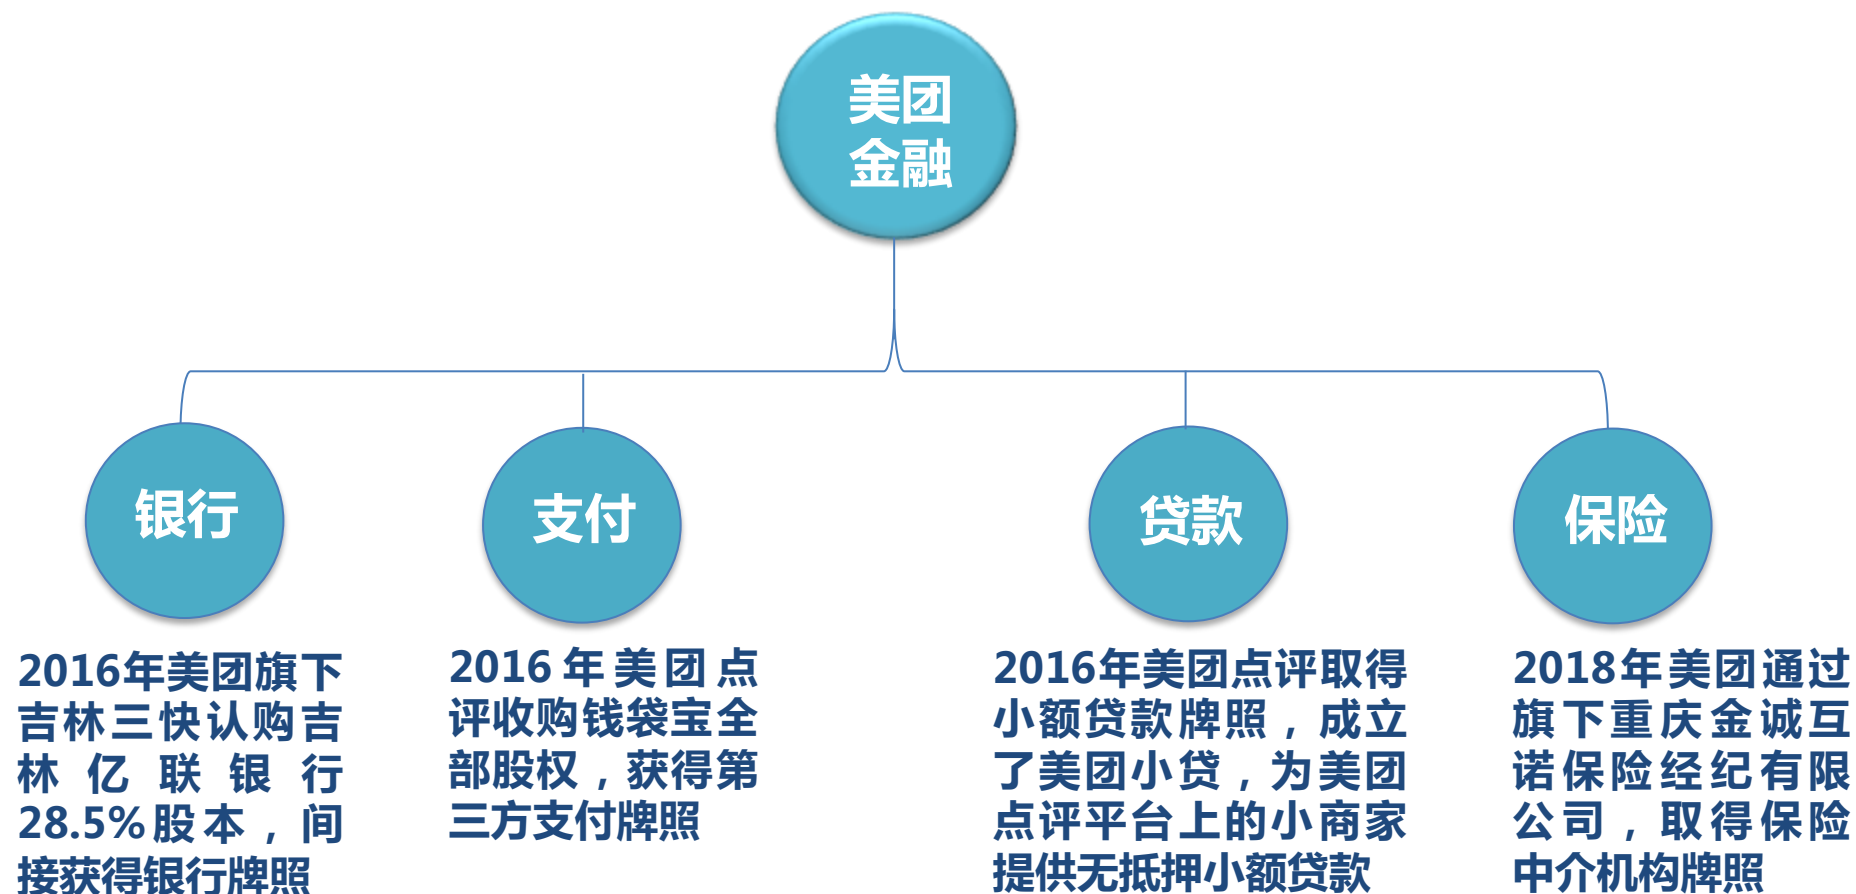 美团
金融
银行
支付
贷款
保险
2016年美团旗下
吉林三快认购吉
林亿联银行
28.5%股本，间
接获得银行牌照
2016年美团点
评收购钱袋宝全
部股权，获得第
三方支付牌照
2016年美团点评取得
小额贷款牌照，成立
了美团小贷，为美团
点评平台上的小商家
提供无抵押小额贷款
2018年美团通过
旗下重庆金诚互
诺保险经纪有限
公司，取得保险
中介机构牌照